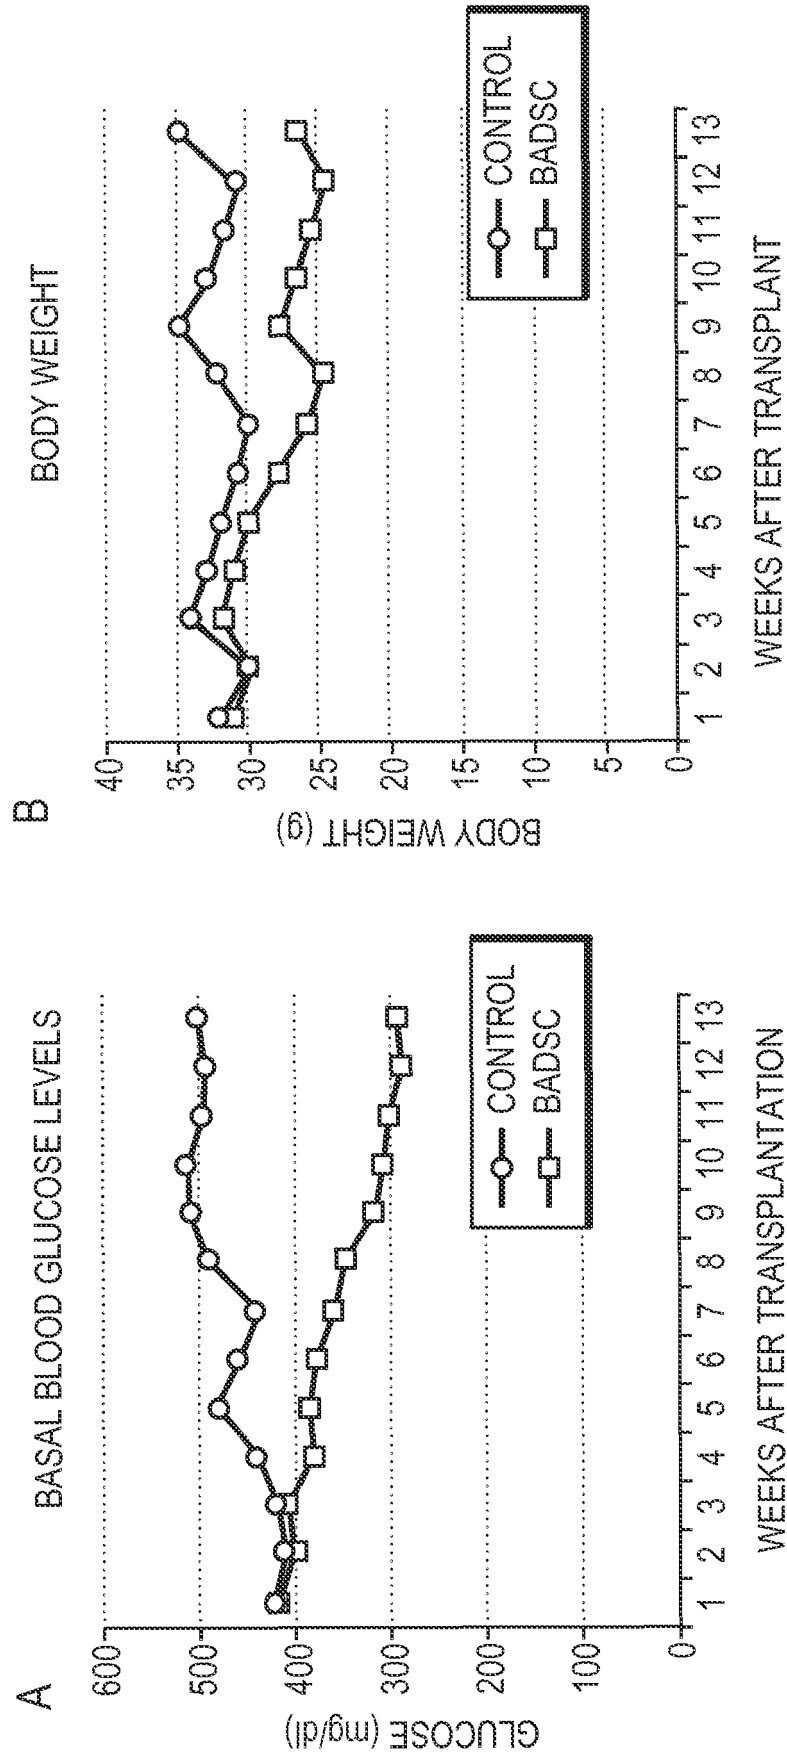 A
BASAL BLOOD GLUCOSE LEVELS
GLUCOSE (mg/dl)
600
500
400
300
200
100
0
1 2 3 4 5 6 7 8 9 10 11 12 13
WEEKS AFTER TRANSPLANTATION
CONTROL
BADSC
B
BODY WEIGHT
BODY WEIGHT (g)
40
35
30
25
20
15
10
5
0
1 2 3 4 5 6 7 8 9 10 11 12 13
WEEKS AFTER TRANSPLANT
CONTROL
BADSC